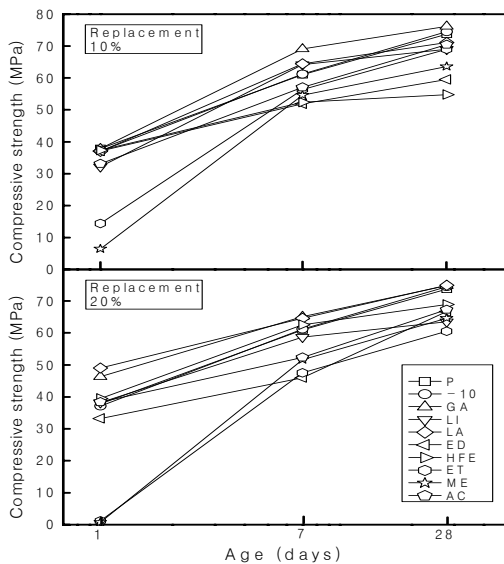 80
70
60
50
40
30
20
10
0
Compressive strength (MPa)
Replacement
10%
70
60
50
40
30
20
10
0
Compressive strength (MPa)
Replacement
20%
P
−10
GA
LI
LA
ED
HFE
ET
ME
AC
1 7 28
Age (days)